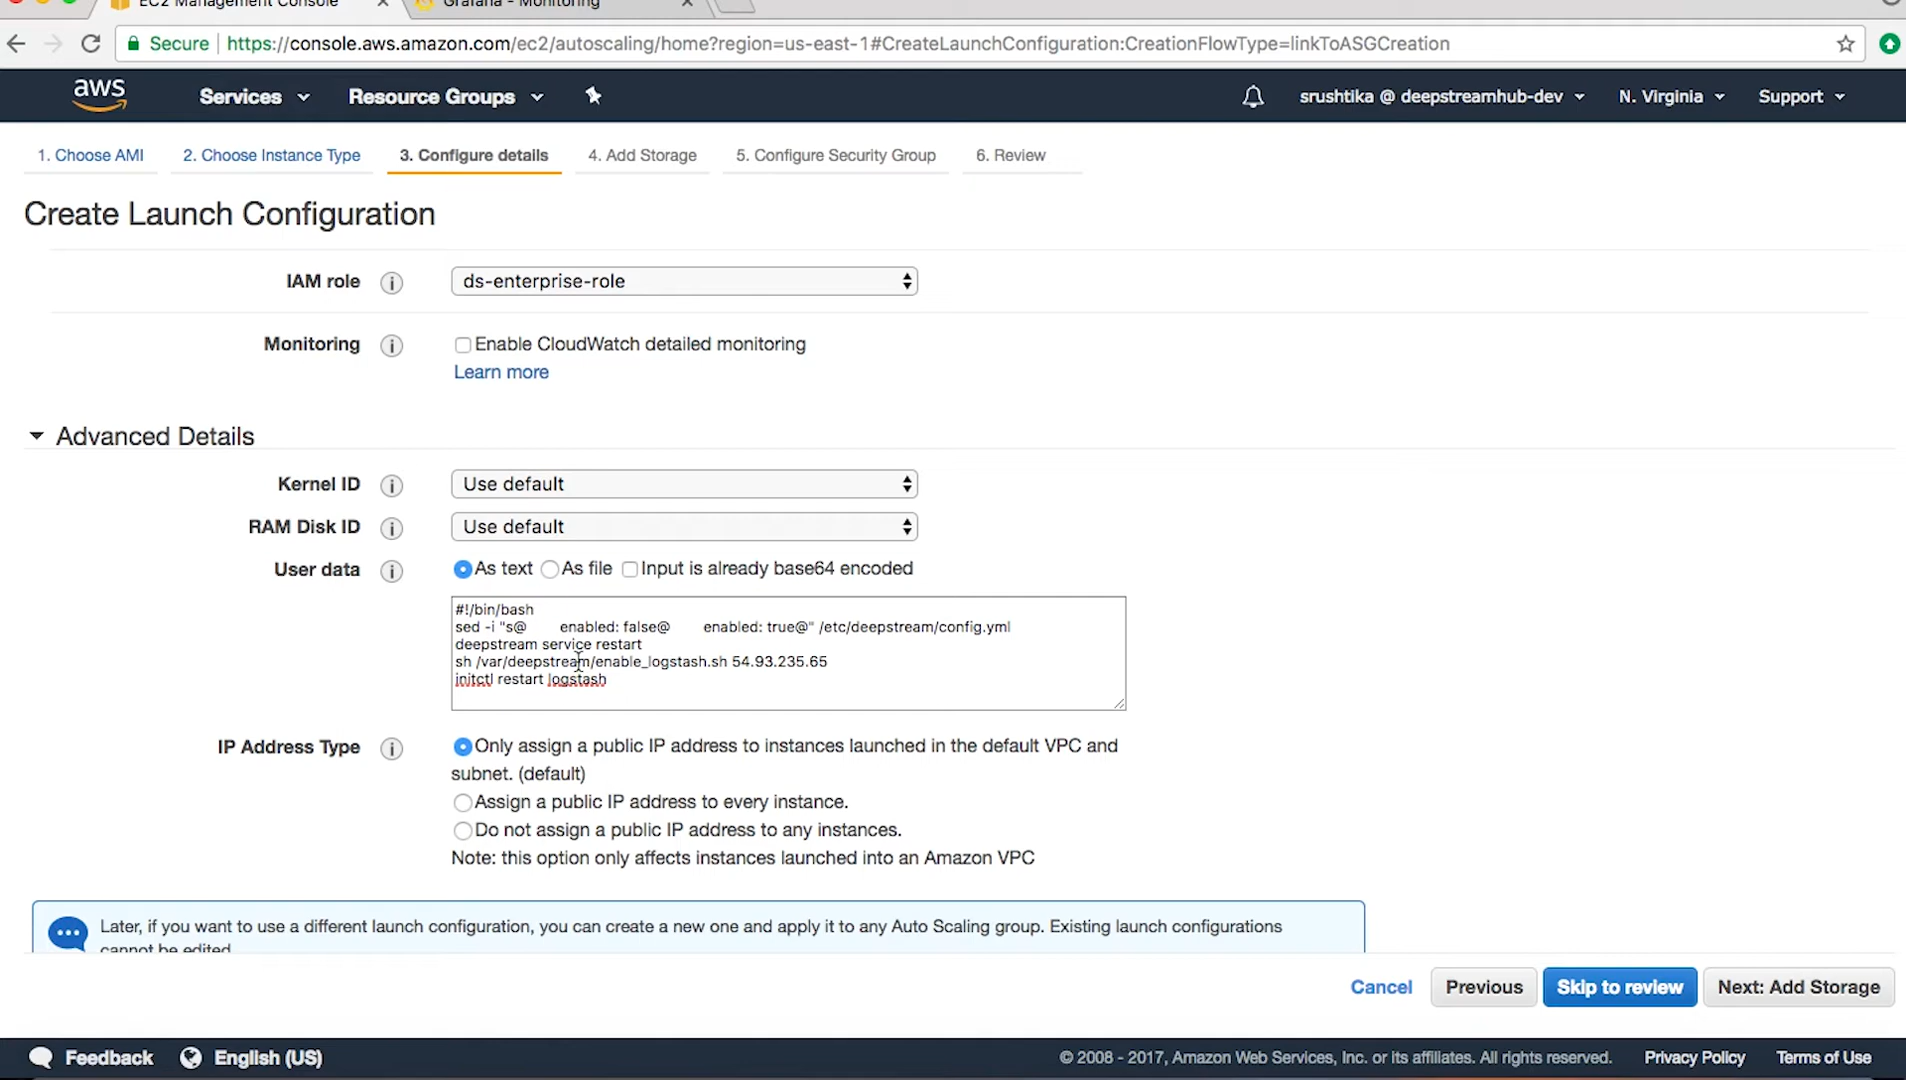 EC2 Management Console
Grafana - Monitoring
Secure https://console.aws.amazon.com/ec2/autoscaling/home?region=us-east-1#CreateLaunchConfiguration:CreationFlowType=linkToASGCreation
aws Services Resource Groups srushtika @ deepstreamhub-dev N. Virginia Support
1. Choose AMI 2. Choose Instance Type 3. Configure details 4. Add Storage 5. Configure Security Group 6. Review
Create Launch Configuration
IAM role i ds-enterprise-role
Monitoring i Enable CloudWatch detailed monitoring
Learn more
Advanced Details
Kernel ID i Use default
RAM Disk ID i Use default
User data i As text As file Input is already base64 encoded
#!/bin/bash
sed -i "s@        enabled: false@        enabled: true@" /etc/deepstream/config.yml
deepstream service restart
sh /var/deepstream/enable_logstash.sh 54.93.235.65
initctl restart logstash
IP Address Type i Only assign a public IP address to instances launched in the default VPC and
subnet. (default)
Assign a public IP address to every instance.
Do not assign a public IP address to any instances.
Note: this option only affects instances launched into an Amazon VPC
Later, if you want to use a different launch configuration, you can create a new one and apply it to any Auto Scaling group. Existing launch configurations
cannot be edited
Cancel Previous Skip to review Next: Add Storage
Feedback English (US) © 2008 - 2017, Amazon Web Services, Inc. or its affiliates. All rights reserved. Privacy Policy Terms of Use